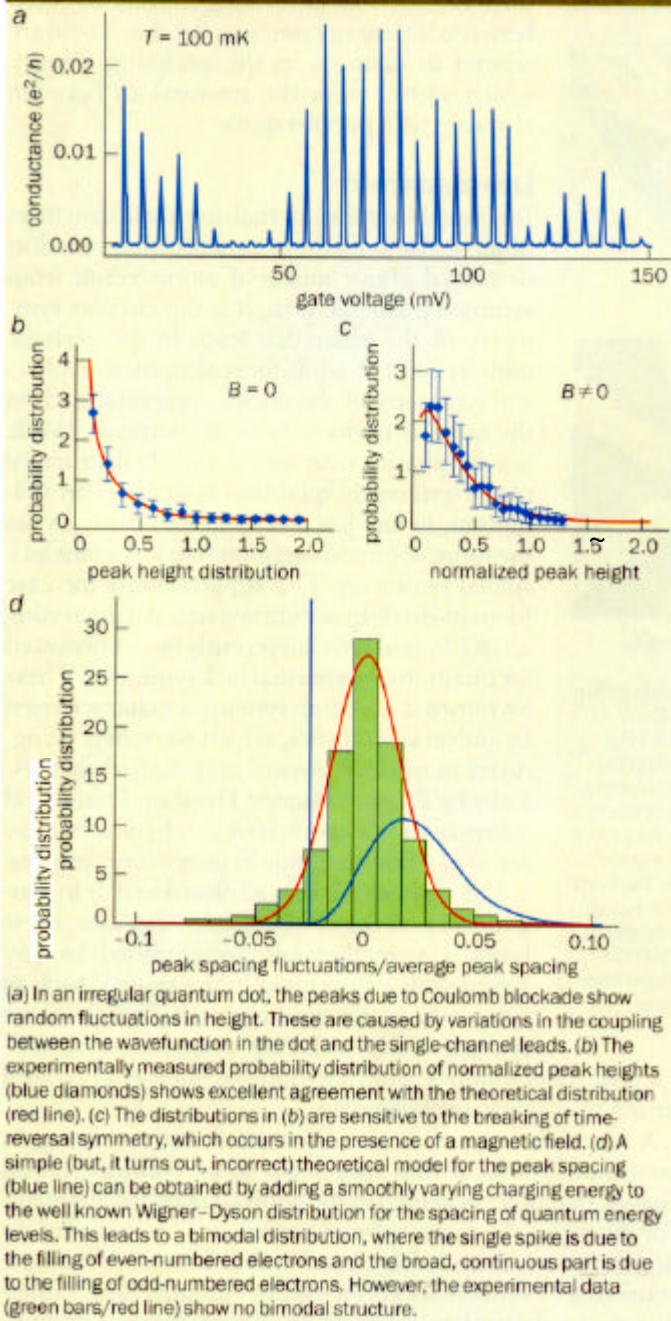 a
T = 100 mK
conductance (e²/h)
0.02
0.01
0.00
50
100
150
gate voltage (mV)
b
probability distribution
4
3
2
1
0
B = 0
0
0.5
1.0
1.5
2.0
peak height distribution
c
probability distribution
3
2
1
0
B ≠ 0
0
0.5
1.0
1.5
2.0
~
normalized peak height
d
probability distribution
probability distribution
30
25
20
15
10
5
0
-0.1
-0.05
0
0.05
0.10
peak spacing fluctuations/average peak spacing
(a) In an irregular quantum dot, the peaks due to Coulomb blockade show
random fluctuations in height. These are caused by variations in the coupling
between the wavefunction in the dot and the single-channel leads. (b) The
experimentally measured probability distribution of normalized peak heights
(blue diamonds) shows excellent agreement with the theoretical distribution
(red line). (c) The distributions in (b) are sensitive to the breaking of time-
reversal symmetry, which occurs in the presence of a magnetic field. (d) A
simple (but, it turns out, incorrect) theoretical model for the peak spacing
(blue line) can be obtained by adding a smoothly varying charging energy to
the well known Wigner–Dyson distribution for the spacing of quantum energy
levels. This leads to a bimodal distribution, where the single spike is due to
the filling of even-numbered electrons and the broad, continuous part is due
to the filling of odd-numbered electrons. However, the experimental data
(green bars/red line) show no bimodal structure.